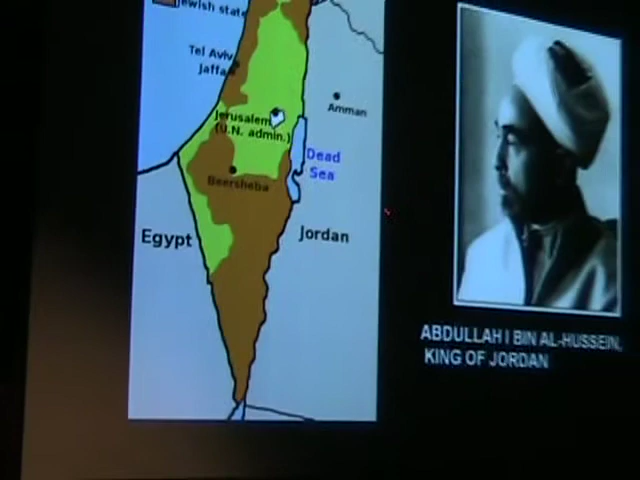 Jewish state
Tel Aviv
Jaffa
Jerusalem
(U.N. admin.)
Amman
Dead
Sea
Beersheba
Egypt
Jordan
ABDULLAH I BIN AL-HUSSEIN,
KING OF JORDAN